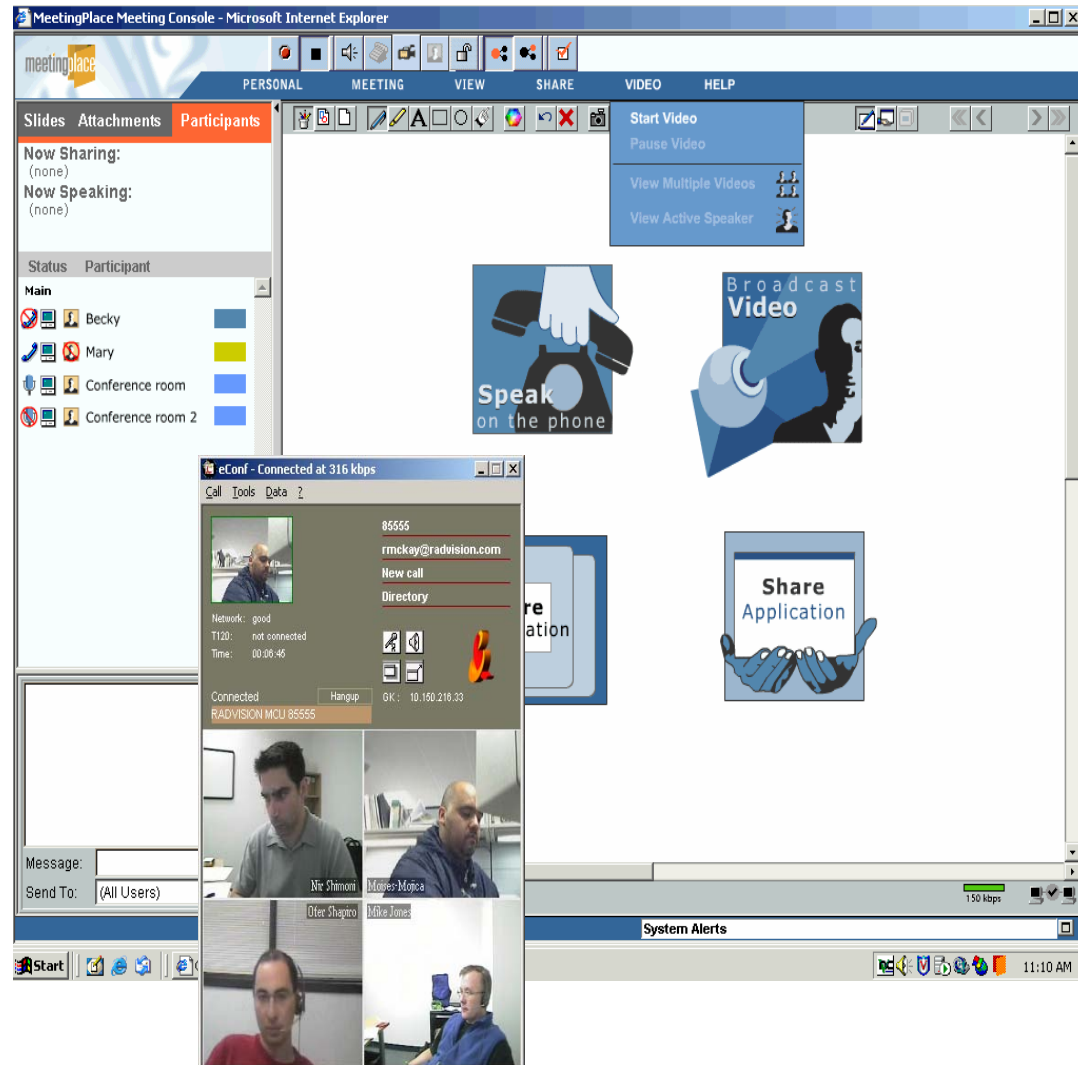 MeetingPlace Meeting Console - Microsoft Internet Explorer
meetingplace
PERSONAL MEETING VIEW SHARE VIDEO HELP
Slides Attachments Participants
A
Start Video
Pause Video
View Multiple Videos
View Active Speaker
Now Sharing:
(none)
Now Speaking:
(none)
Status Participant
Main
Becky
Mary
Conference room
Conference room 2
Speak
on the phone
Broadcast
Video
eConf - Connected at 316 kbps
Call Tools Data ?
85555
rmckay@radvision.com
New call
Directory
Network: good
T120: not connected
Time: 00:06:45
Connected Hangup GK: 10.150.216.33
RADVISION MCU 85555
re
ation
Share
Application
Nir Shimoni Moises-Mojica
Ofer Shapiro Mike Jones
Message:
Send To: (All Users)
150 kbps
System Alerts
Start
11:10 AM